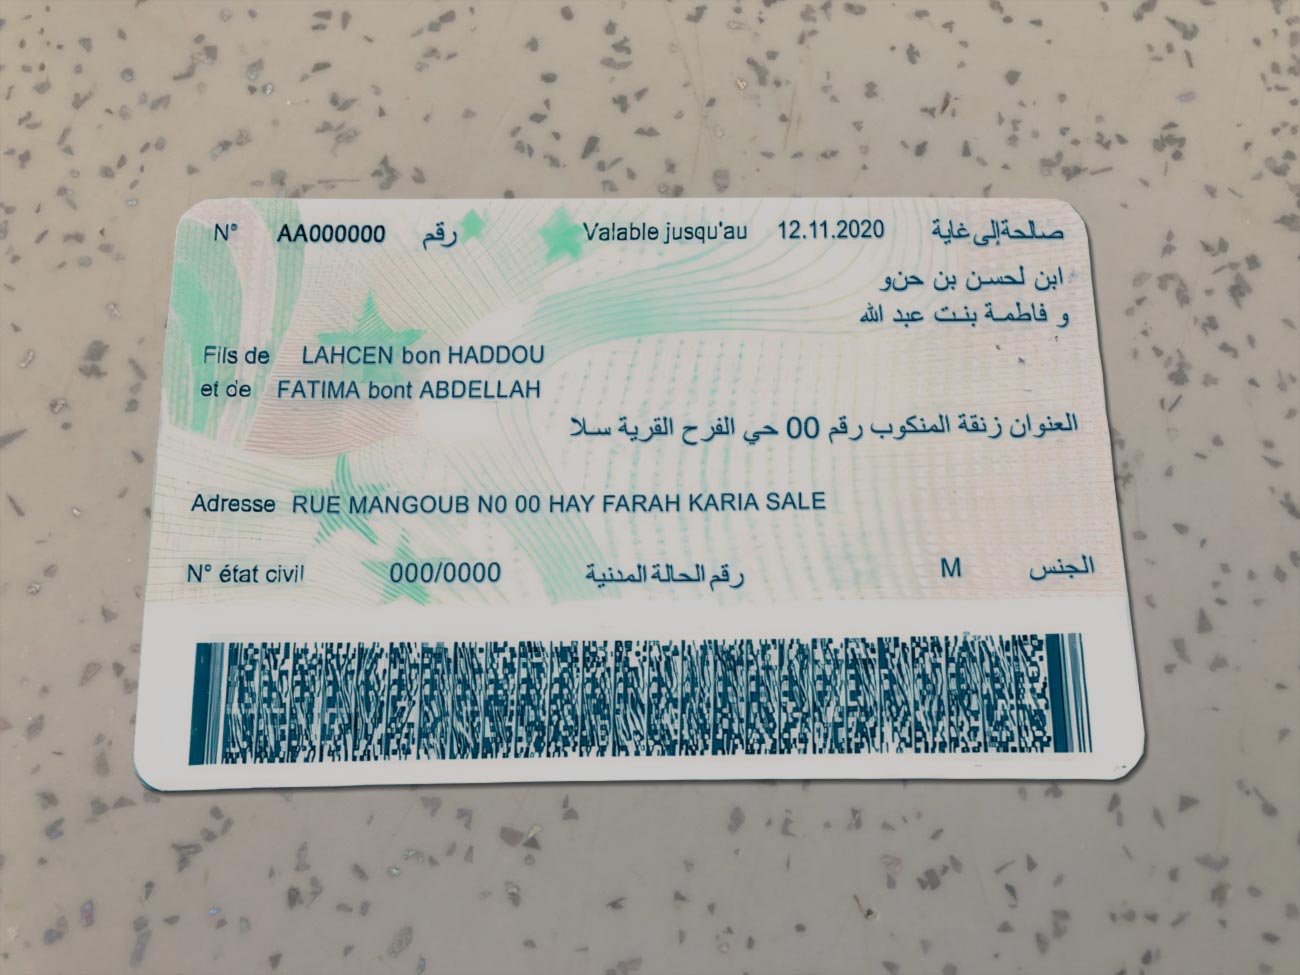 N° AA000000 رقم Valable jusqu'au 12.11.2020 صالحة إلى غاية
ابن لحسن بن حنو
و فاطمة بنت عبد الله
Fils de LAHCEN bon HADDOU
et de FATIMA bont ABDELLAH
العنوان زنقة المنكوب رقم 00 حي الفرح القرية سلا
Adresse RUE MANGOUB N0 00 HAY FARAH KARIA SALE
N° état civil 000/0000 رقم الحالة المدنية M الجنس